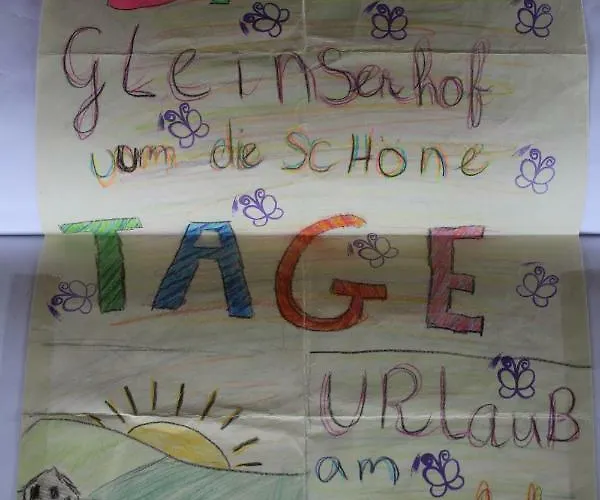 GLeinserhof
vom die SCHöne
TAGE
URLauB
am